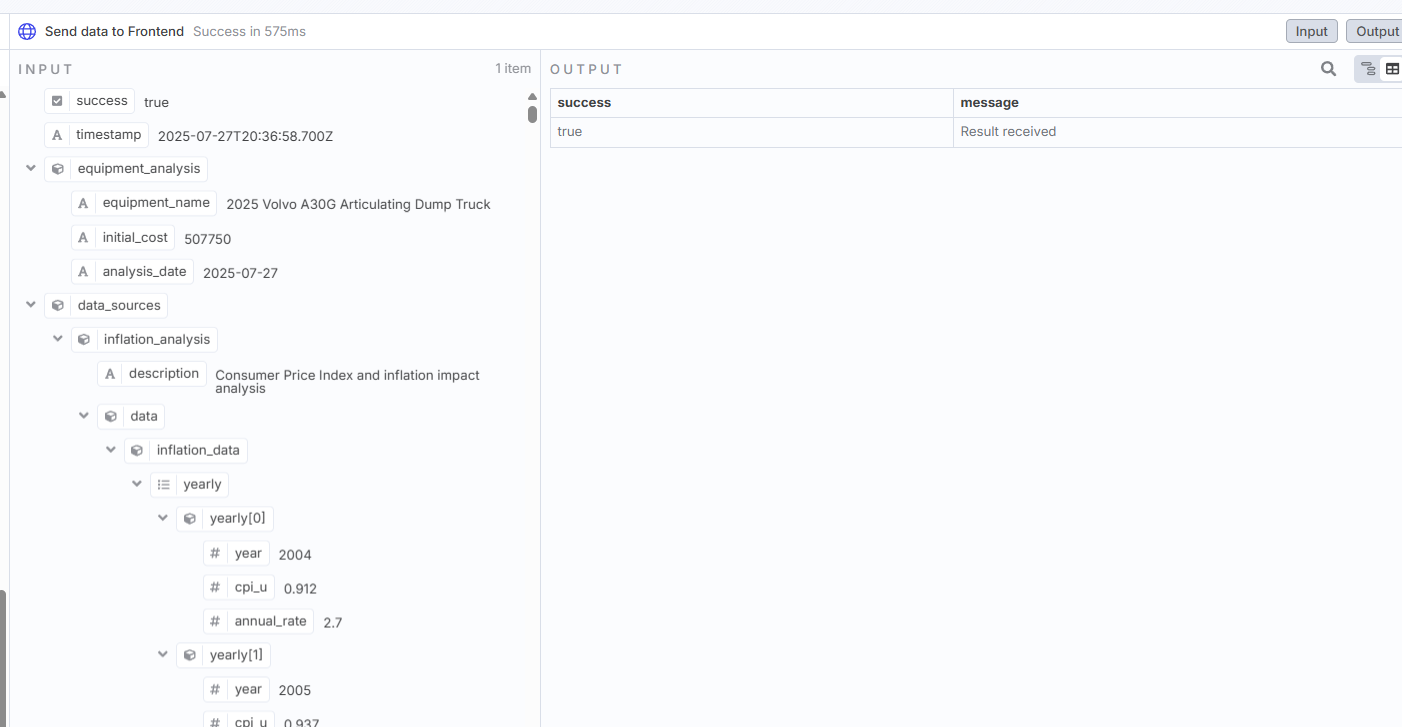 Send data to Frontend Success in 575ms Input Output
INPUT 1 item OUTPUT
success true
timestamp 2025-07-27T20:36:58.700Z
equipment_analysis
equipment_name 2025 Volvo A30G Articulating Dump Truck
initial_cost 507750
analysis_date 2025-07-27
data_sources
inflation_analysis
description Consumer Price Index and inflation impact
analysis
data
inflation_data
yearly
yearly[0]
# year 2004
# cpi_u 0.912
# annual_rate 2.7
yearly[1]
# year 2005
# cpi_u 0.937
success message
true Result received